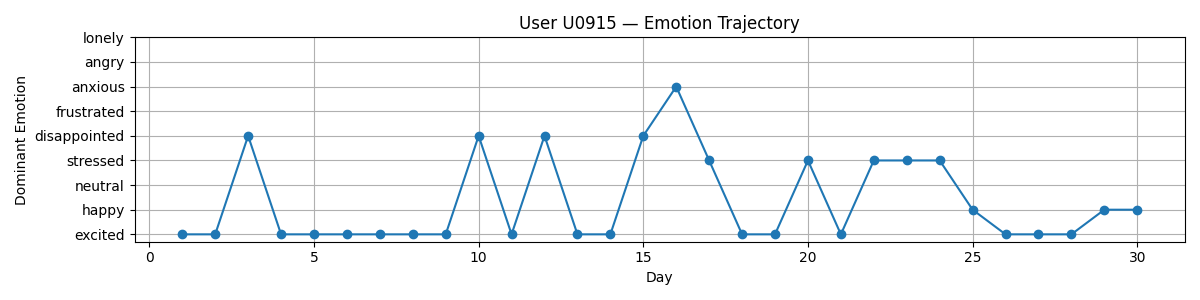 User U0915 — Emotion Trajectory
lonely
angry
anxious
frustrated
disappointed
stressed
neutral
happy
excited
Dominant Emotion
0 5 10 15 20 25 30
Day